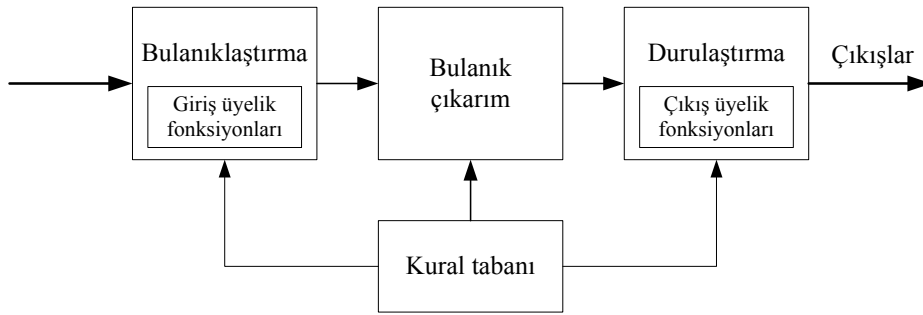 Bulanıklaştırma
Giriş üyelik
fonksiyonları
Bulanık
çıkarım
Durulaştırma
Çıkış üyelik
fonksiyonları
Çıkışlar
Kural tabanı